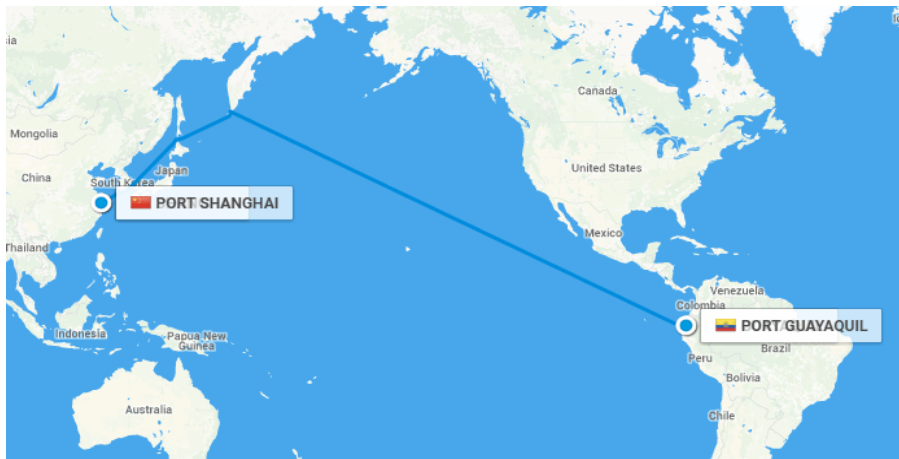 sia
Canada
Mongolia
China
South Korea
Japan
United States
PORT SHANGHAI
Mexico
Thailand
Venezuela
Colombia
PORT GUAYAQUIL
Indonesia
Papua New
Guinea
Brazil
Peru
Bolivia
Australia
Chile